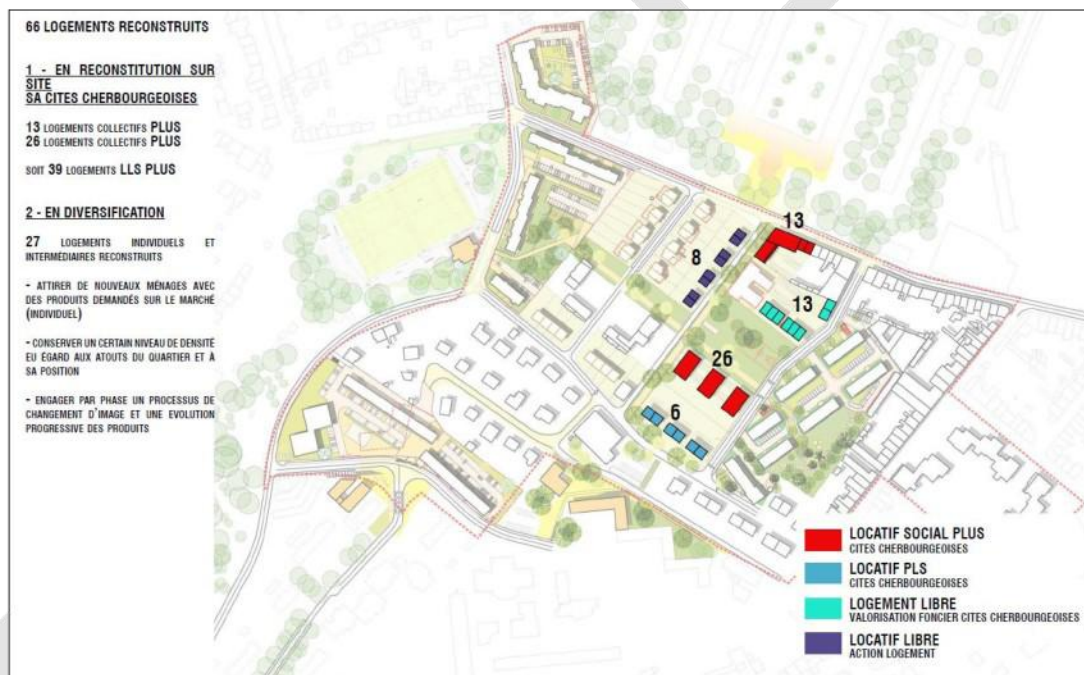 66 LOGEMENTS RECONSTRUITS
1 - EN RECONSTITUTION SUR
SITE
SA CITES CHERBOURGEOISES
13 LOGEMENTS COLLECTIFS PLUS
26 LOGEMENTS COLLECTIFS PLUS
SOIT 39 LOGEMENTS LLS PLUS
2 - EN DIVERSIFICATION
27 LOGEMENTS INDIVIDUELS ET
INTERMÉDIAIRES RECONSTRUITS
- ATTIRER DE NOUVEAUX MÉNAGES AVEC
DES PRODUITS DEMANDÉS SUR LE MARCHÉ
(INDIVIDUEL)
- CONSERVER UN CERTAIN NIVEAU DE DENSITÉ
EU ÉGARD AUX ATOUTS DU QUARTIER ET À
SA POSITION
- ENGAGER PAR PHASE UN PROCESSUS DE
CHANGEMENT D'IMAGE ET UNE EVOLUTION
PROGRESSIVE DES PRODUITS
13
8
13
26
6
LOCATIF SOCIAL PLUS
CITES CHERBOURGEOISES
LOCATIF PLS
CITES CHERBOURGEOISES
LOGEMENT LIBRE
VALORISATION FONCIER CITES CHERBOURGEOISES
LOCATIF LIBRE
ACTION LOGEMENT